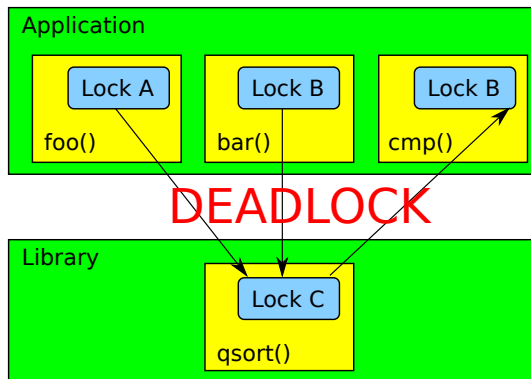 Application
Lock A
Lock B
Lock B
foo()
bar()
cmp()
DEADLOCK
Library
Lock C
qsort()